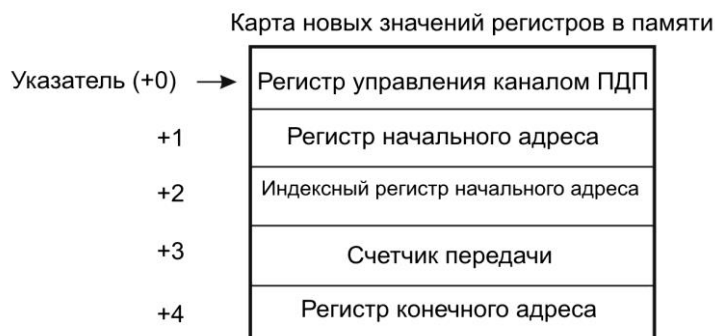 Карта новых значений регистров в памяти
Указатель (+0) Регистр управления каналом ПДП
+1 Регистр начального адреса
+2 Индексный регистр начального адреса
+3 Счетчик передачи
+4 Регистр конечного адреса